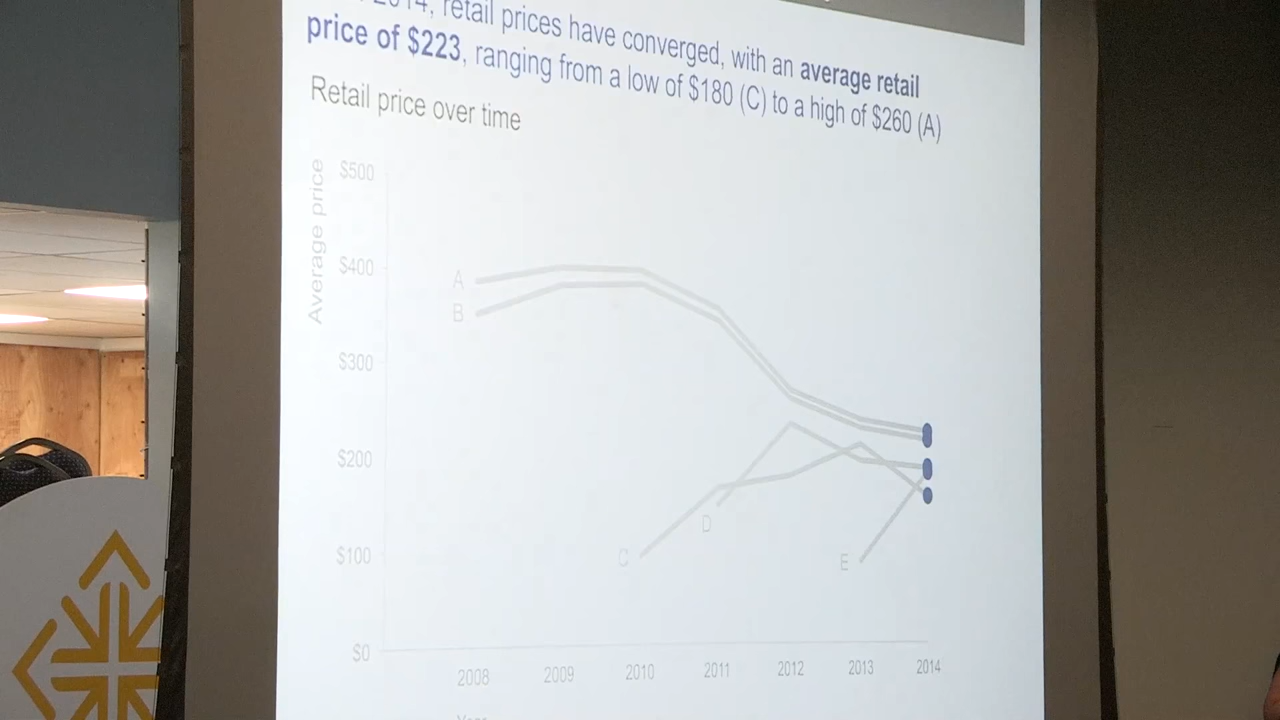 retail prices have converged, with an average retail
price of $223, ranging from a low of $180 (C) to a high of $260 (A)
Retail price over time
Average price
$500
$400
$300
$200
$100
$0
A
B
C
D
E
2008 2009 2010 2011 2012 2013 2014